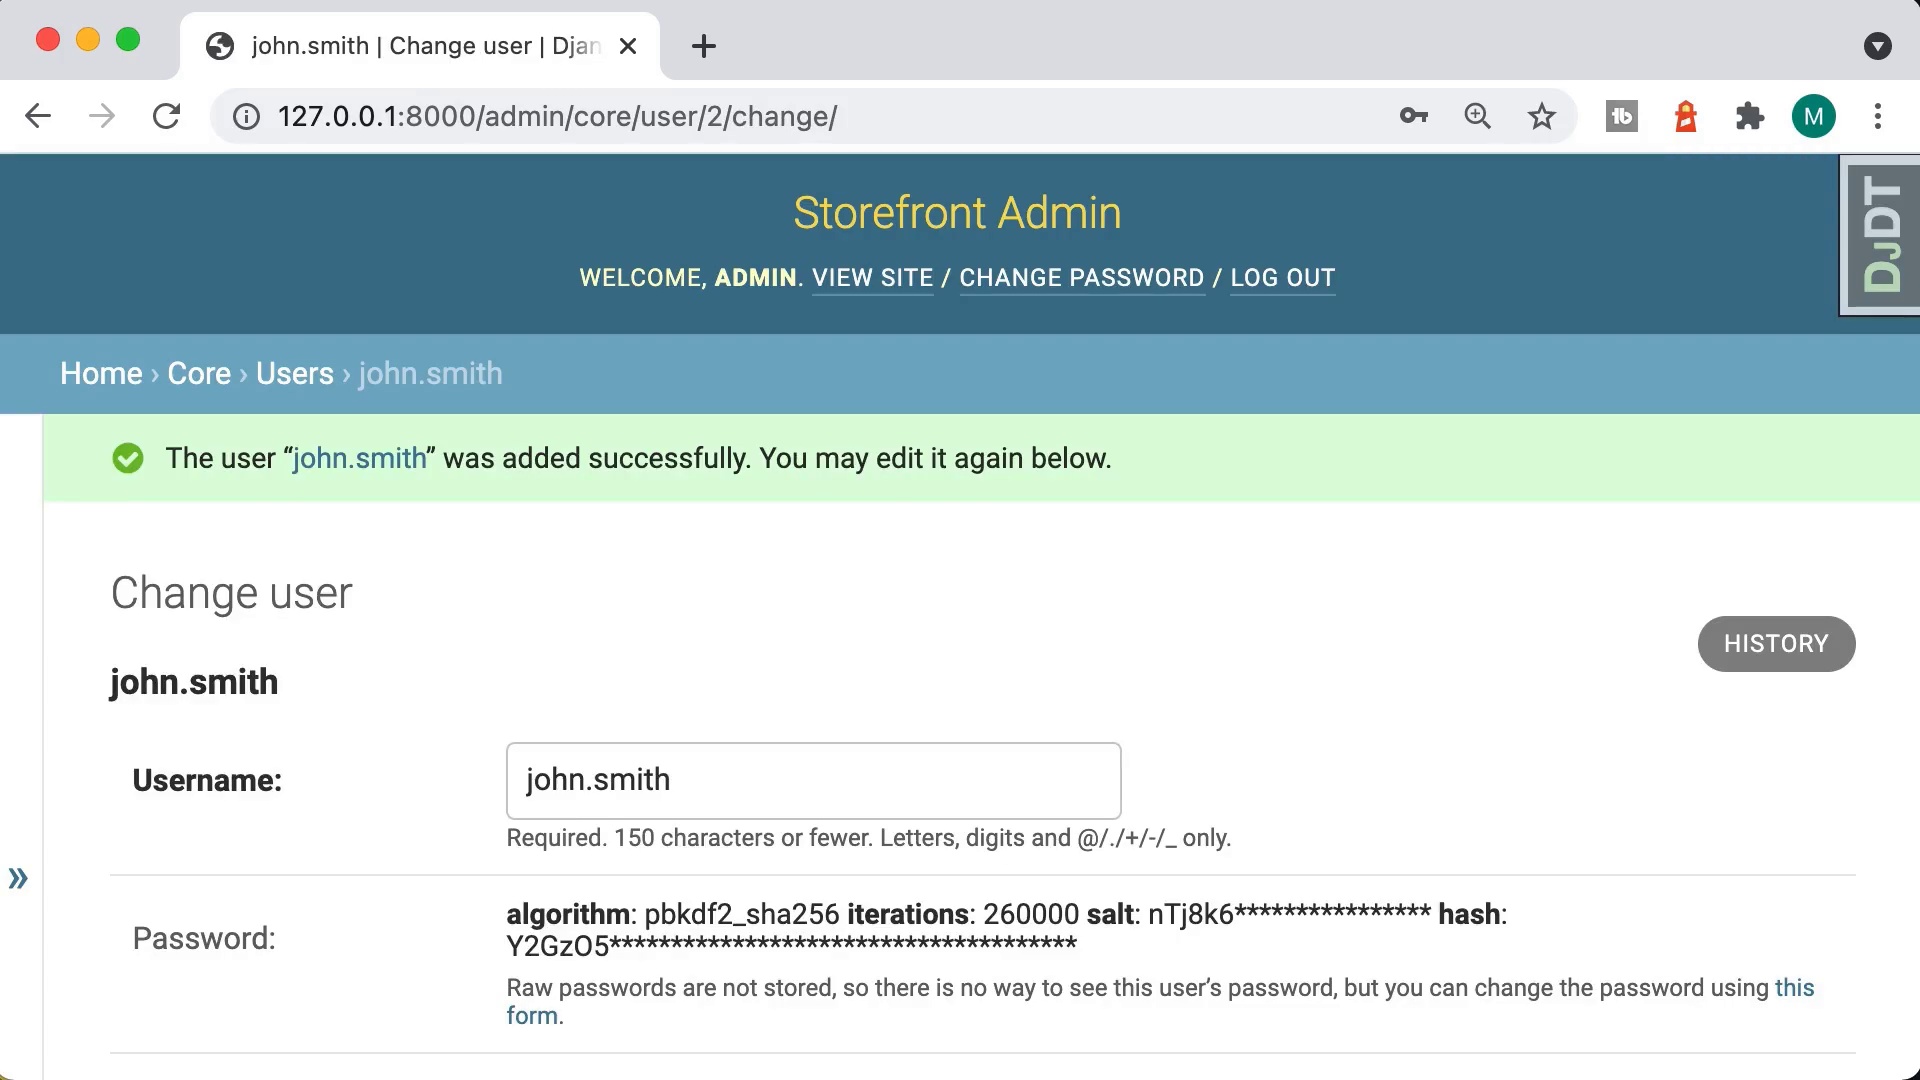 john.smith | Change user | Djan
127.0.0.1:8000/admin/core/user/2/change/
M
Storefront Admin
WELCOME, ADMIN. VIEW SITE / CHANGE PASSWORD / LOG OUT
DJDT
Home › Core › Users › john.smith
The user “john.smith” was added successfully. You may edit it again below.
Change user
HISTORY
john.smith
Username:
john.smith
Required. 150 characters or fewer. Letters, digits and @/./+/-/_ only.
»
Password:
algorithm: pbkdf2_sha256 iterations: 260000 salt: nTj8k6**************** hash:
Y2GzO5**************************************
Raw passwords are not stored, so there is no way to see this user’s password, but you can change the password using this
form.